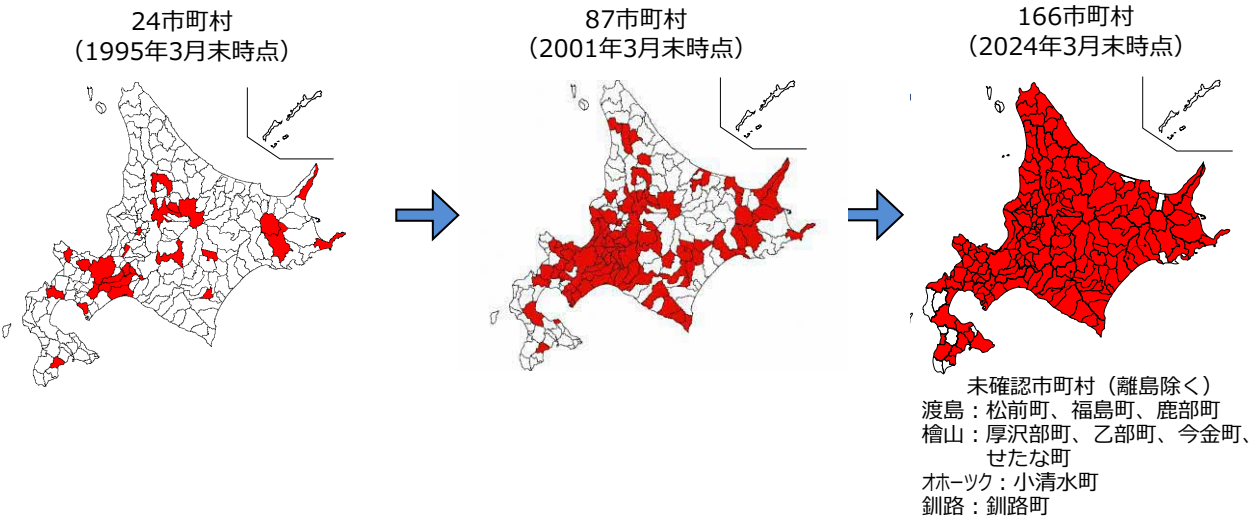 24市町村
（1995年3月末時点）
87市町村
（2001年3月末時点）
166市町村
（2024年3月末時点）
未確認市町村（離島除く）
渡島：松前町、福島町、鹿部町
檜山：厚沢部町、乙部町、今金町、
せたな町
ｵﾎｰﾂｸ：小清水町
釧路：釧路町